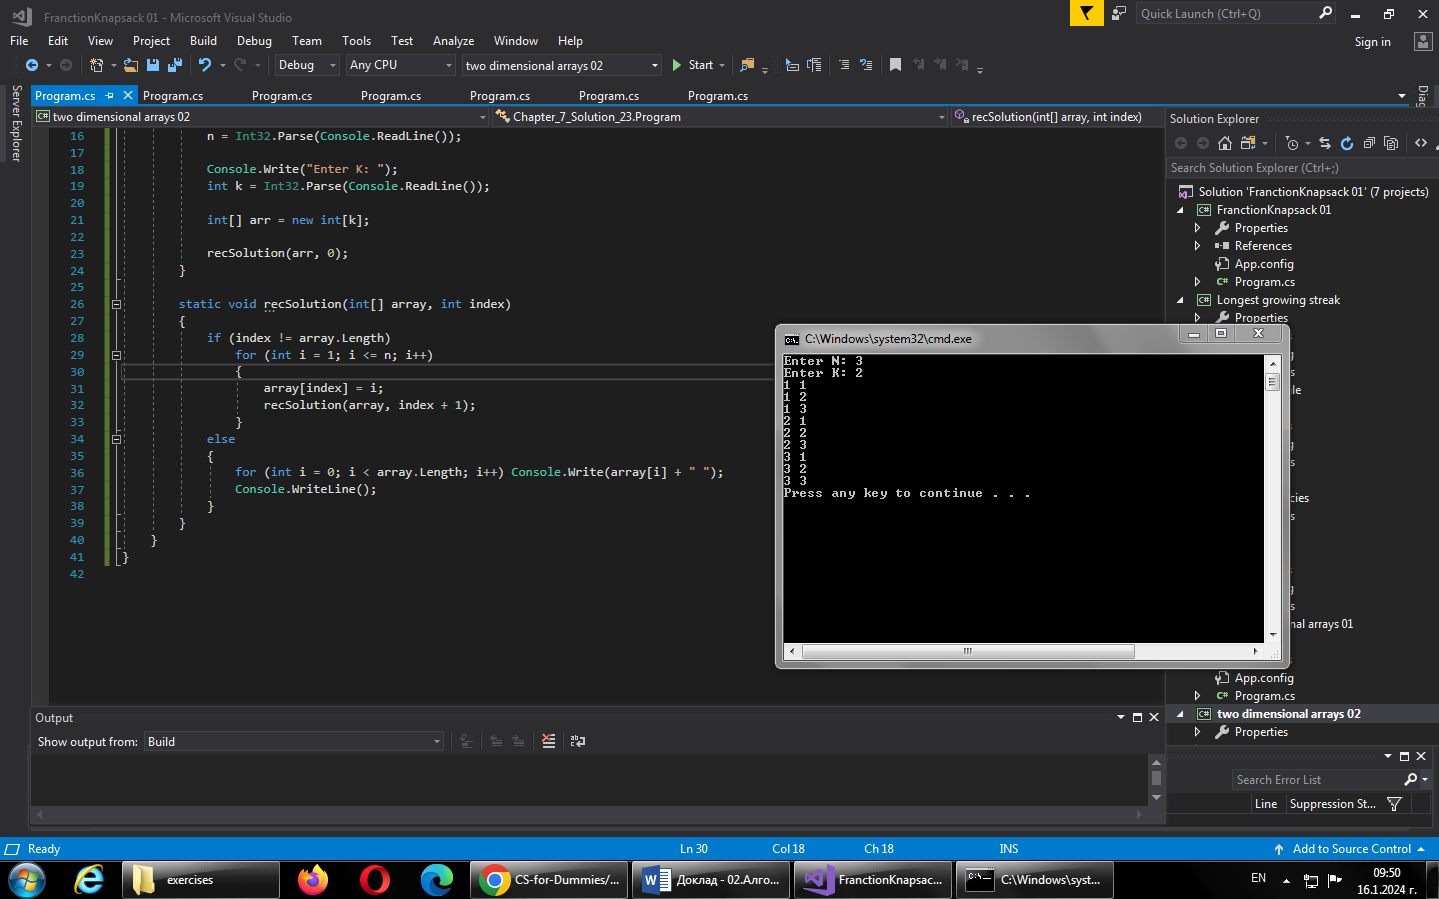 FranctionKnapsack 01 - Microsoft Visual Studio
Quick Launch (Ctrl+Q)
File Edit View Project Build Debug Team Tools Test Analyze Window Help
Sign in
Debug Any CPU two dimensional arrays 02 Start
Server Explorer
Program.cs Program.cs Program.cs Program.cs Program.cs Program.cs Program.cs
two dimensional arrays 02 Chapter_7_Solution_23.Program recSolution(int[] array, int index)
16 n = Int32.Parse(Console.ReadLine());
17
18 Console.Write("Enter K: ");
19 int k = Int32.Parse(Console.ReadLine());
20
21 int[] arr = new int[k];
22
23 recSolution(arr, 0);
24 }
25
26 static void recSolution(int[] array, int index)
27 {
28 if (index != array.Length)
29 for (int i = 1; i <= n; i++)
30 {
31 array[index] = i;
32 recSolution(array, index + 1);
33 }
34 else
35 {
36 for (int i = 0; i < array.Length; i++) Console.Write(array[i] + " ");
37 Console.WriteLine();
38 }
39 }
40 }
41 }
42
C:\Windows\system32\cmd.exe
Enter N: 3
Enter K: 2
1 1
1 2
1 3
2 1
2 2
2 3
3 1
3 2
3 3
Press any key to continue . . .
Diag
Solution Explorer
Search Solution Explorer (Ctrl+;)
Solution 'FranctionKnapsack 01' (7 projects)
FranctionKnapsack 01
Properties
References
App.config
Program.cs
Longest growing streak
Properties
App.config
Program.cs
two dimensional arrays 02
Properties
Output
Show output from: Build
Search Error List
Line Suppression St...
Ready Ln 30 Col 18 Ch 18 INS Add to Source Control
exercises CS-for-Dummies/... Доклад - 02.Алго... FranctionKnapsac... C:\Windows\syst... EN 09:50
16.1.2024 г.